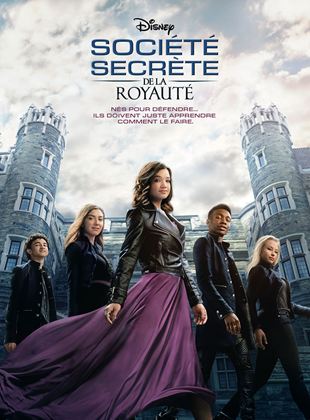 Disney
SOCIÉTÉ
SECRÈTE
DE LA
ROYAUTÉ
NÉS POUR DÉFENDRE...
ILS DOIVENT JUSTE APPRENDRE
COMMENT LE FAIRE.